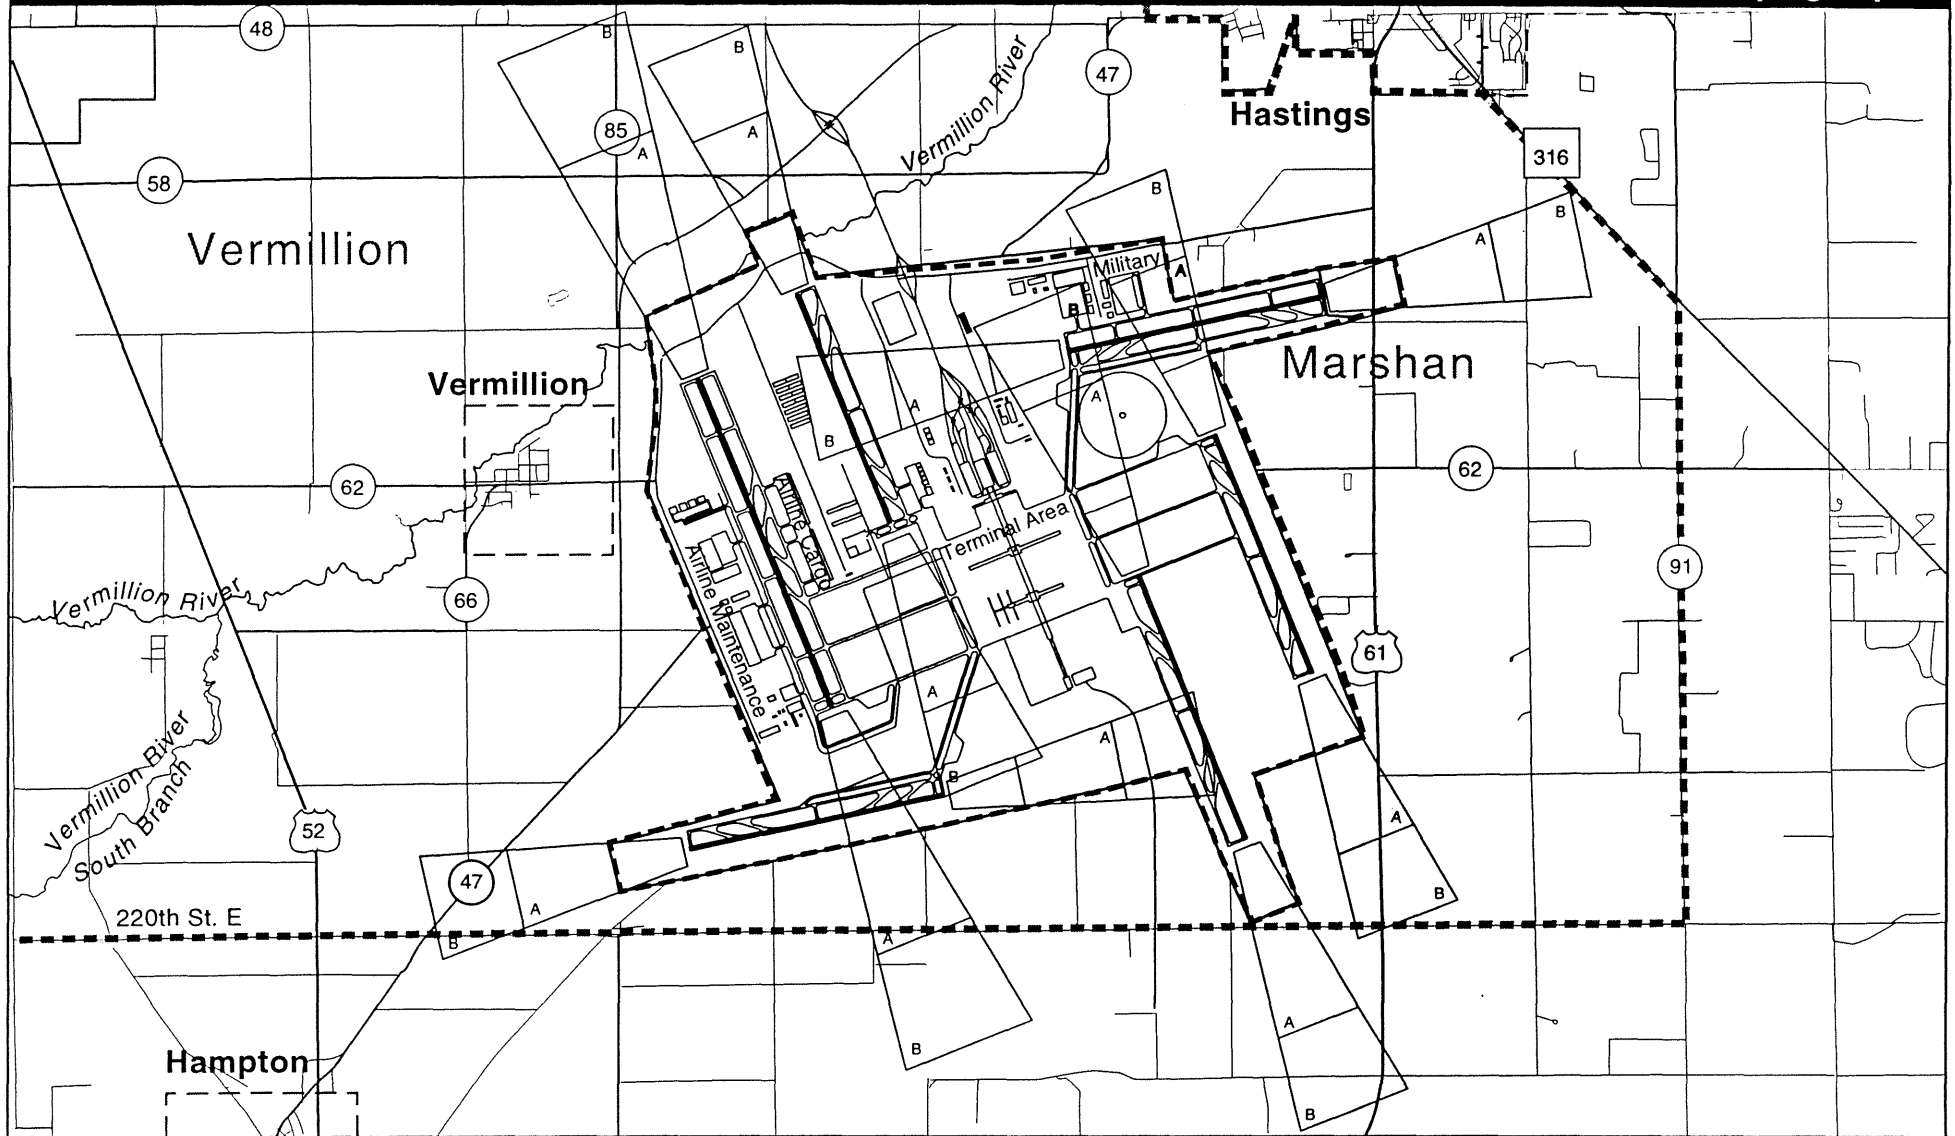 48
B
B
47
Vermillion River
85
A
A
Hastings
316
58
B
B
A
Vermillion
Military
A
B
Marshan
Vermillion
A
A
B
62
62
Airline Cargo
Terminal Area
Airline Maintenance
91
Vermillion River
66
61
A
A
B
Vermillion River
South Branch
52
A
47
A
B
220th St. E
B
A
A
B
Hampton
B